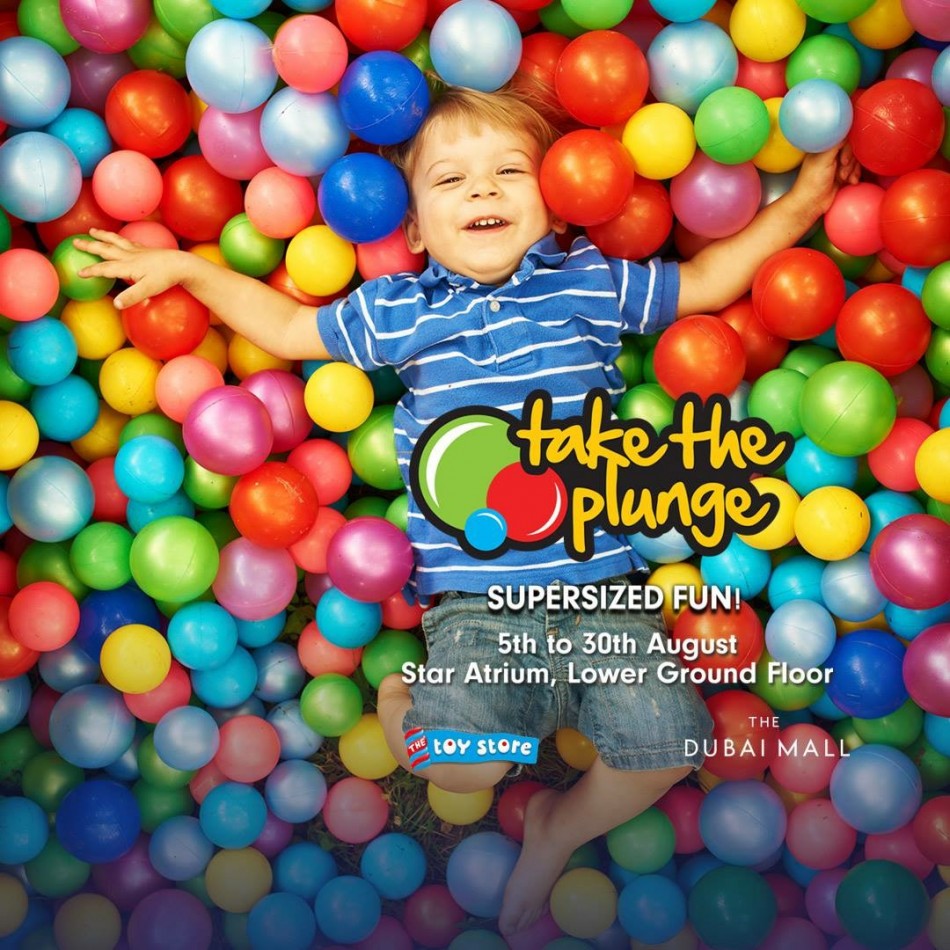 take the
plunge
SUPERSIZED FUN!
5th to 30th August
Star Atrium, Lower Ground Floor
THE TOY STORE
THE
DUBAI MALL